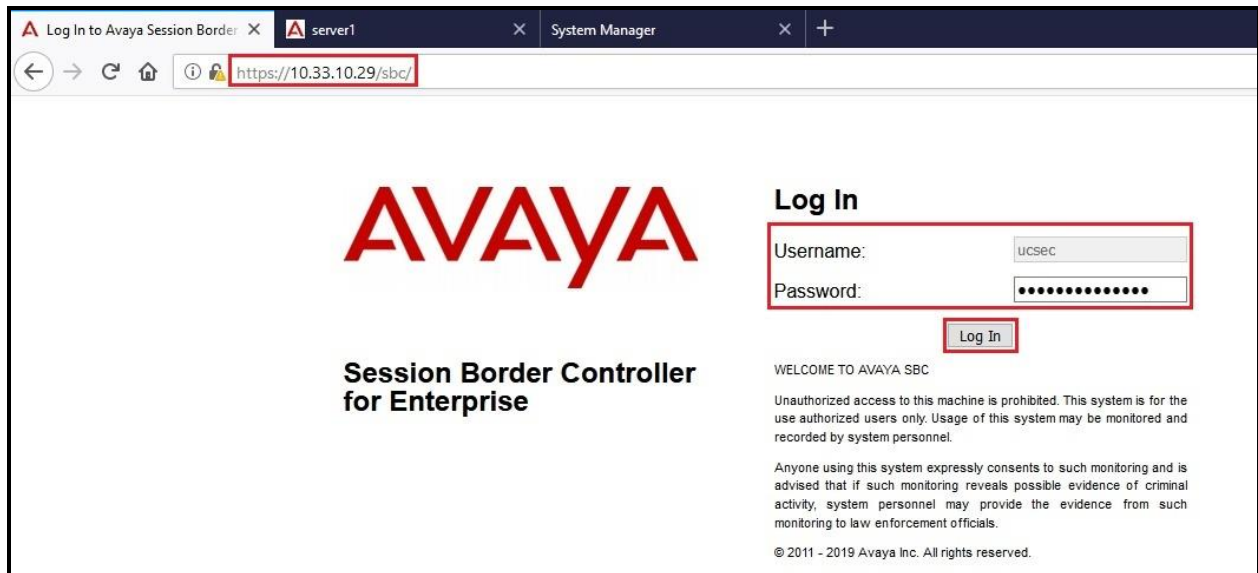 Log In to Avaya Session Border
server1
System Manager
https://10.33.10.29/sbc/
AVAYA
Session Border Controller
for Enterprise
Log In
Username:
ucsec
Password:
••••••••••••••
Log In
WELCOME TO AVAYA SBC
Unauthorized access to this machine is prohibited. This system is for the
use authorized users only. Usage of this system may be monitored and
recorded by system personnel.
Anyone using this system expressly consents to such monitoring and is
advised that if such monitoring reveals possible evidence of criminal
activity, system personnel may provide the evidence from such
monitoring to law enforcement officials.
© 2011 - 2019 Avaya Inc. All rights reserved.